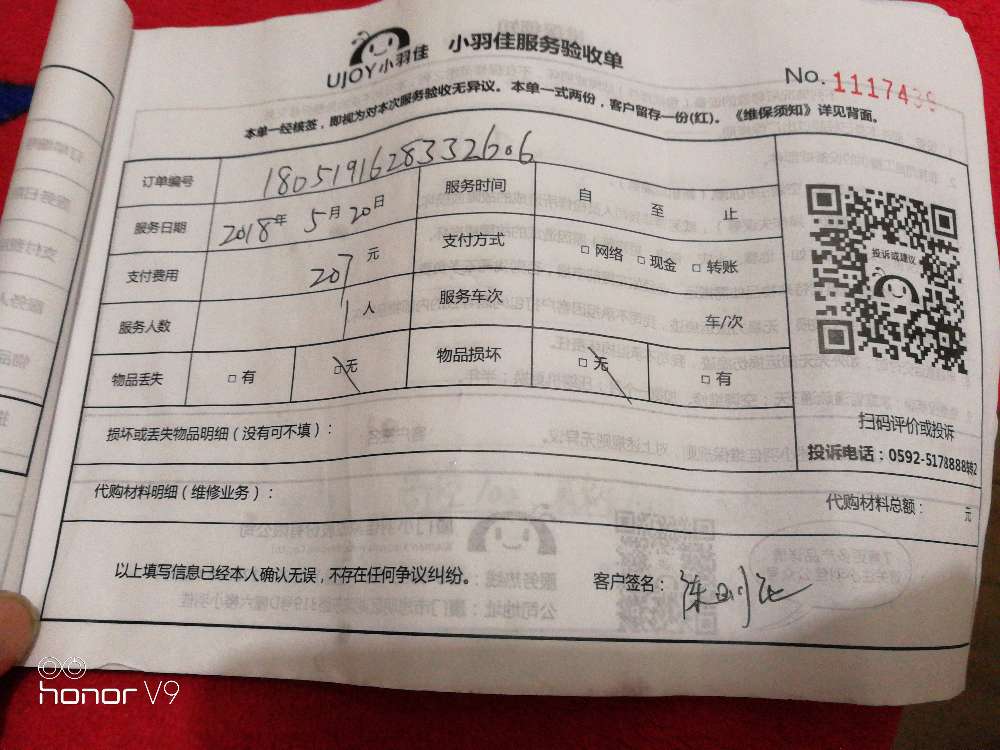 UJOY小羽佳 小羽佳服务验收单
No. 1117439
本单一经核签，即视为对本次服务验收无异议。本单一式两份，客户留存一份(红)。《维保须知》详见背面。
订单编号 180519162833266
服务日期 2018年 5月 20日 服务时间 自 至 止
支付费用 207 元 支付方式 □ 网络 □ 现金 □ 转账
服务人数 1 人 服务车次 车/次
物品丢失 □ 有 □ 无 物品损坏 □ 无 □ 有
投诉或建议
扫码评价或投诉
投诉电话：0592-5178888转2
损坏或丢失物品明细（没有可不填）：
代购材料明细（维修业务）： 代购材料总额： 元
以上填写信息已经本人确认无误，不存在任何争议纠纷。 客户签名：
honor V9